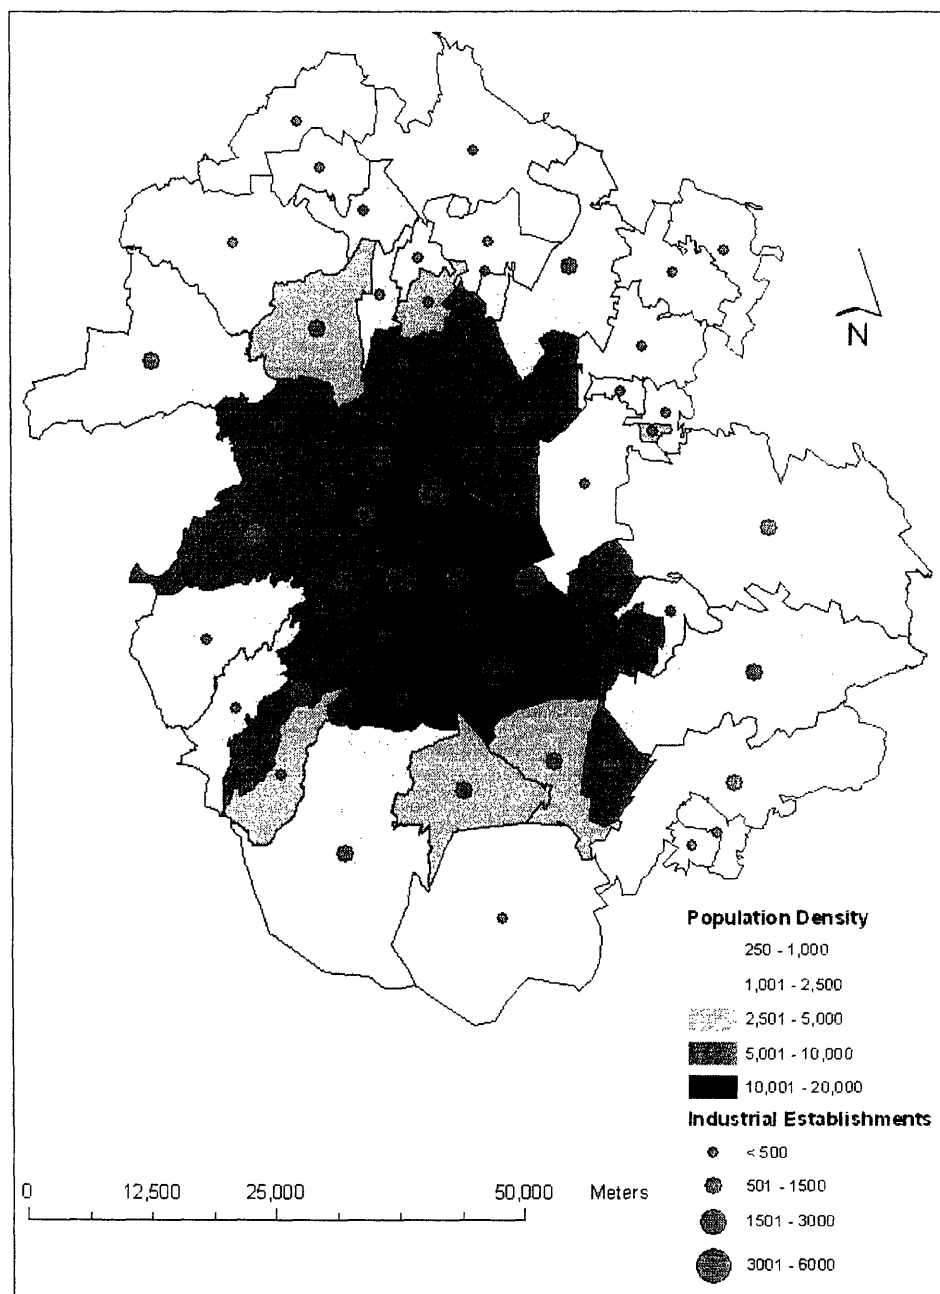 N
Population Density
250 - 1,000
1,001 - 2,500
2,501 - 5,000
5,001 - 10,000
10,001 - 20,000
Industrial Establishments
< 500
501 - 1500
1501 - 3000
3001 - 6000
0 12,500 25,000 50,000 Meters